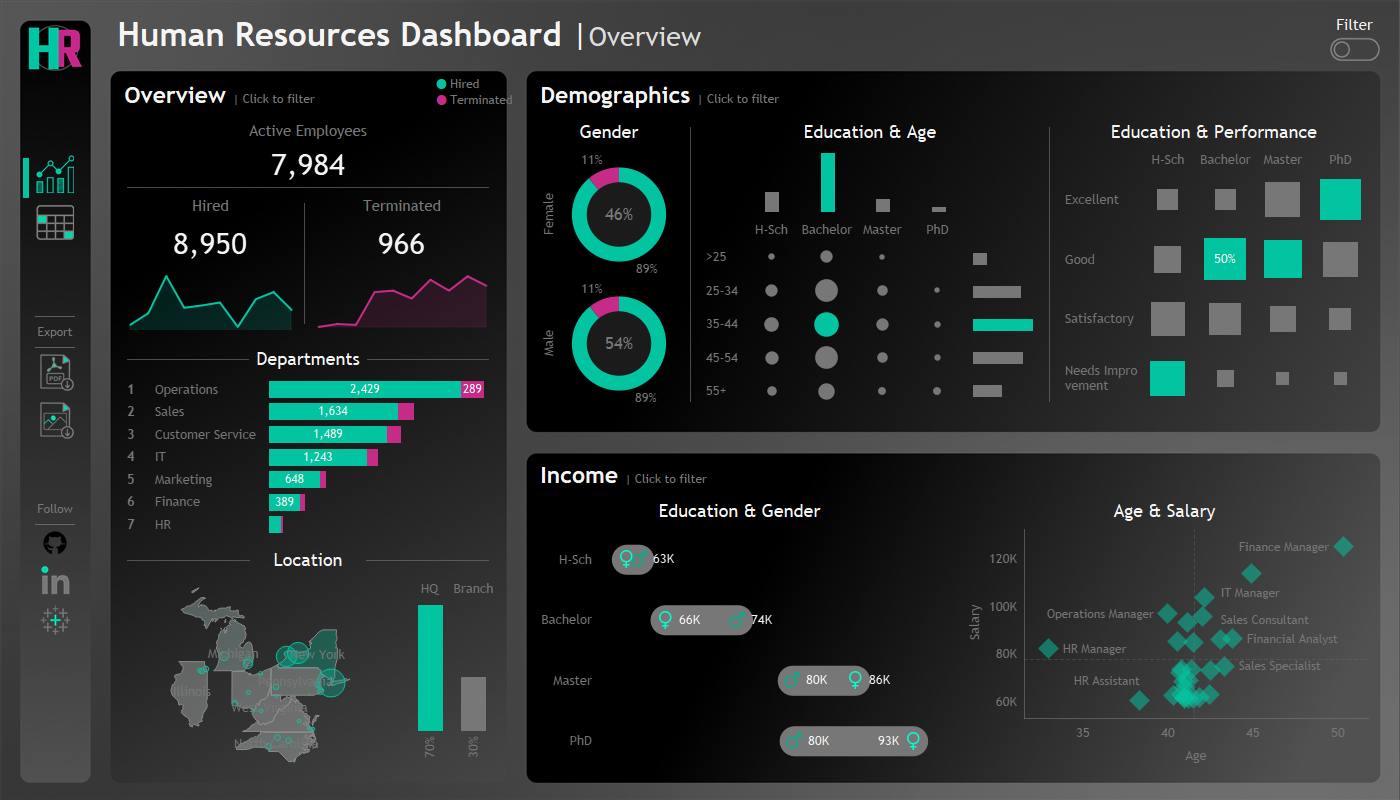 HR
Human Resources Dashboard | Overview
Filter
Export
PDF
Follow
in
Overview | Click to filter
Hired
Terminated
Active Employees
7,984
Hired
8,950
Terminated
966
Departments
1 Operations 2,429 289
2 Sales 1,634
3 Customer Service 1,489
4 IT 1,243
5 Marketing 648
6 Finance 389
7 HR
Location
HQ Branch
Michigan
New York
Pennsylvania
Illinois
West Virginia
70% 30%
Demographics | Click to filter
Gender
Female
11%
46%
89%
Male
11%
54%
89%
Education & Age
H-Sch Bachelor Master PhD
>25
25-34
35-44
45-54
55+
Education & Performance
H-Sch Bachelor Master PhD
Excellent
Good 50%
Satisfactory
Needs Impro
vement
Income | Click to filter
Education & Gender
H-Sch 63K
Bachelor 66K 74K
Master 80K 86K
PhD 80K 93K
Age & Salary
Salary
120K
100K
80K
60K
Finance Manager
IT Manager
Operations Manager
Sales Consultant
Financial Analyst
HR Manager
Sales Specialist
HR Assistant
35 40 45 50
Age